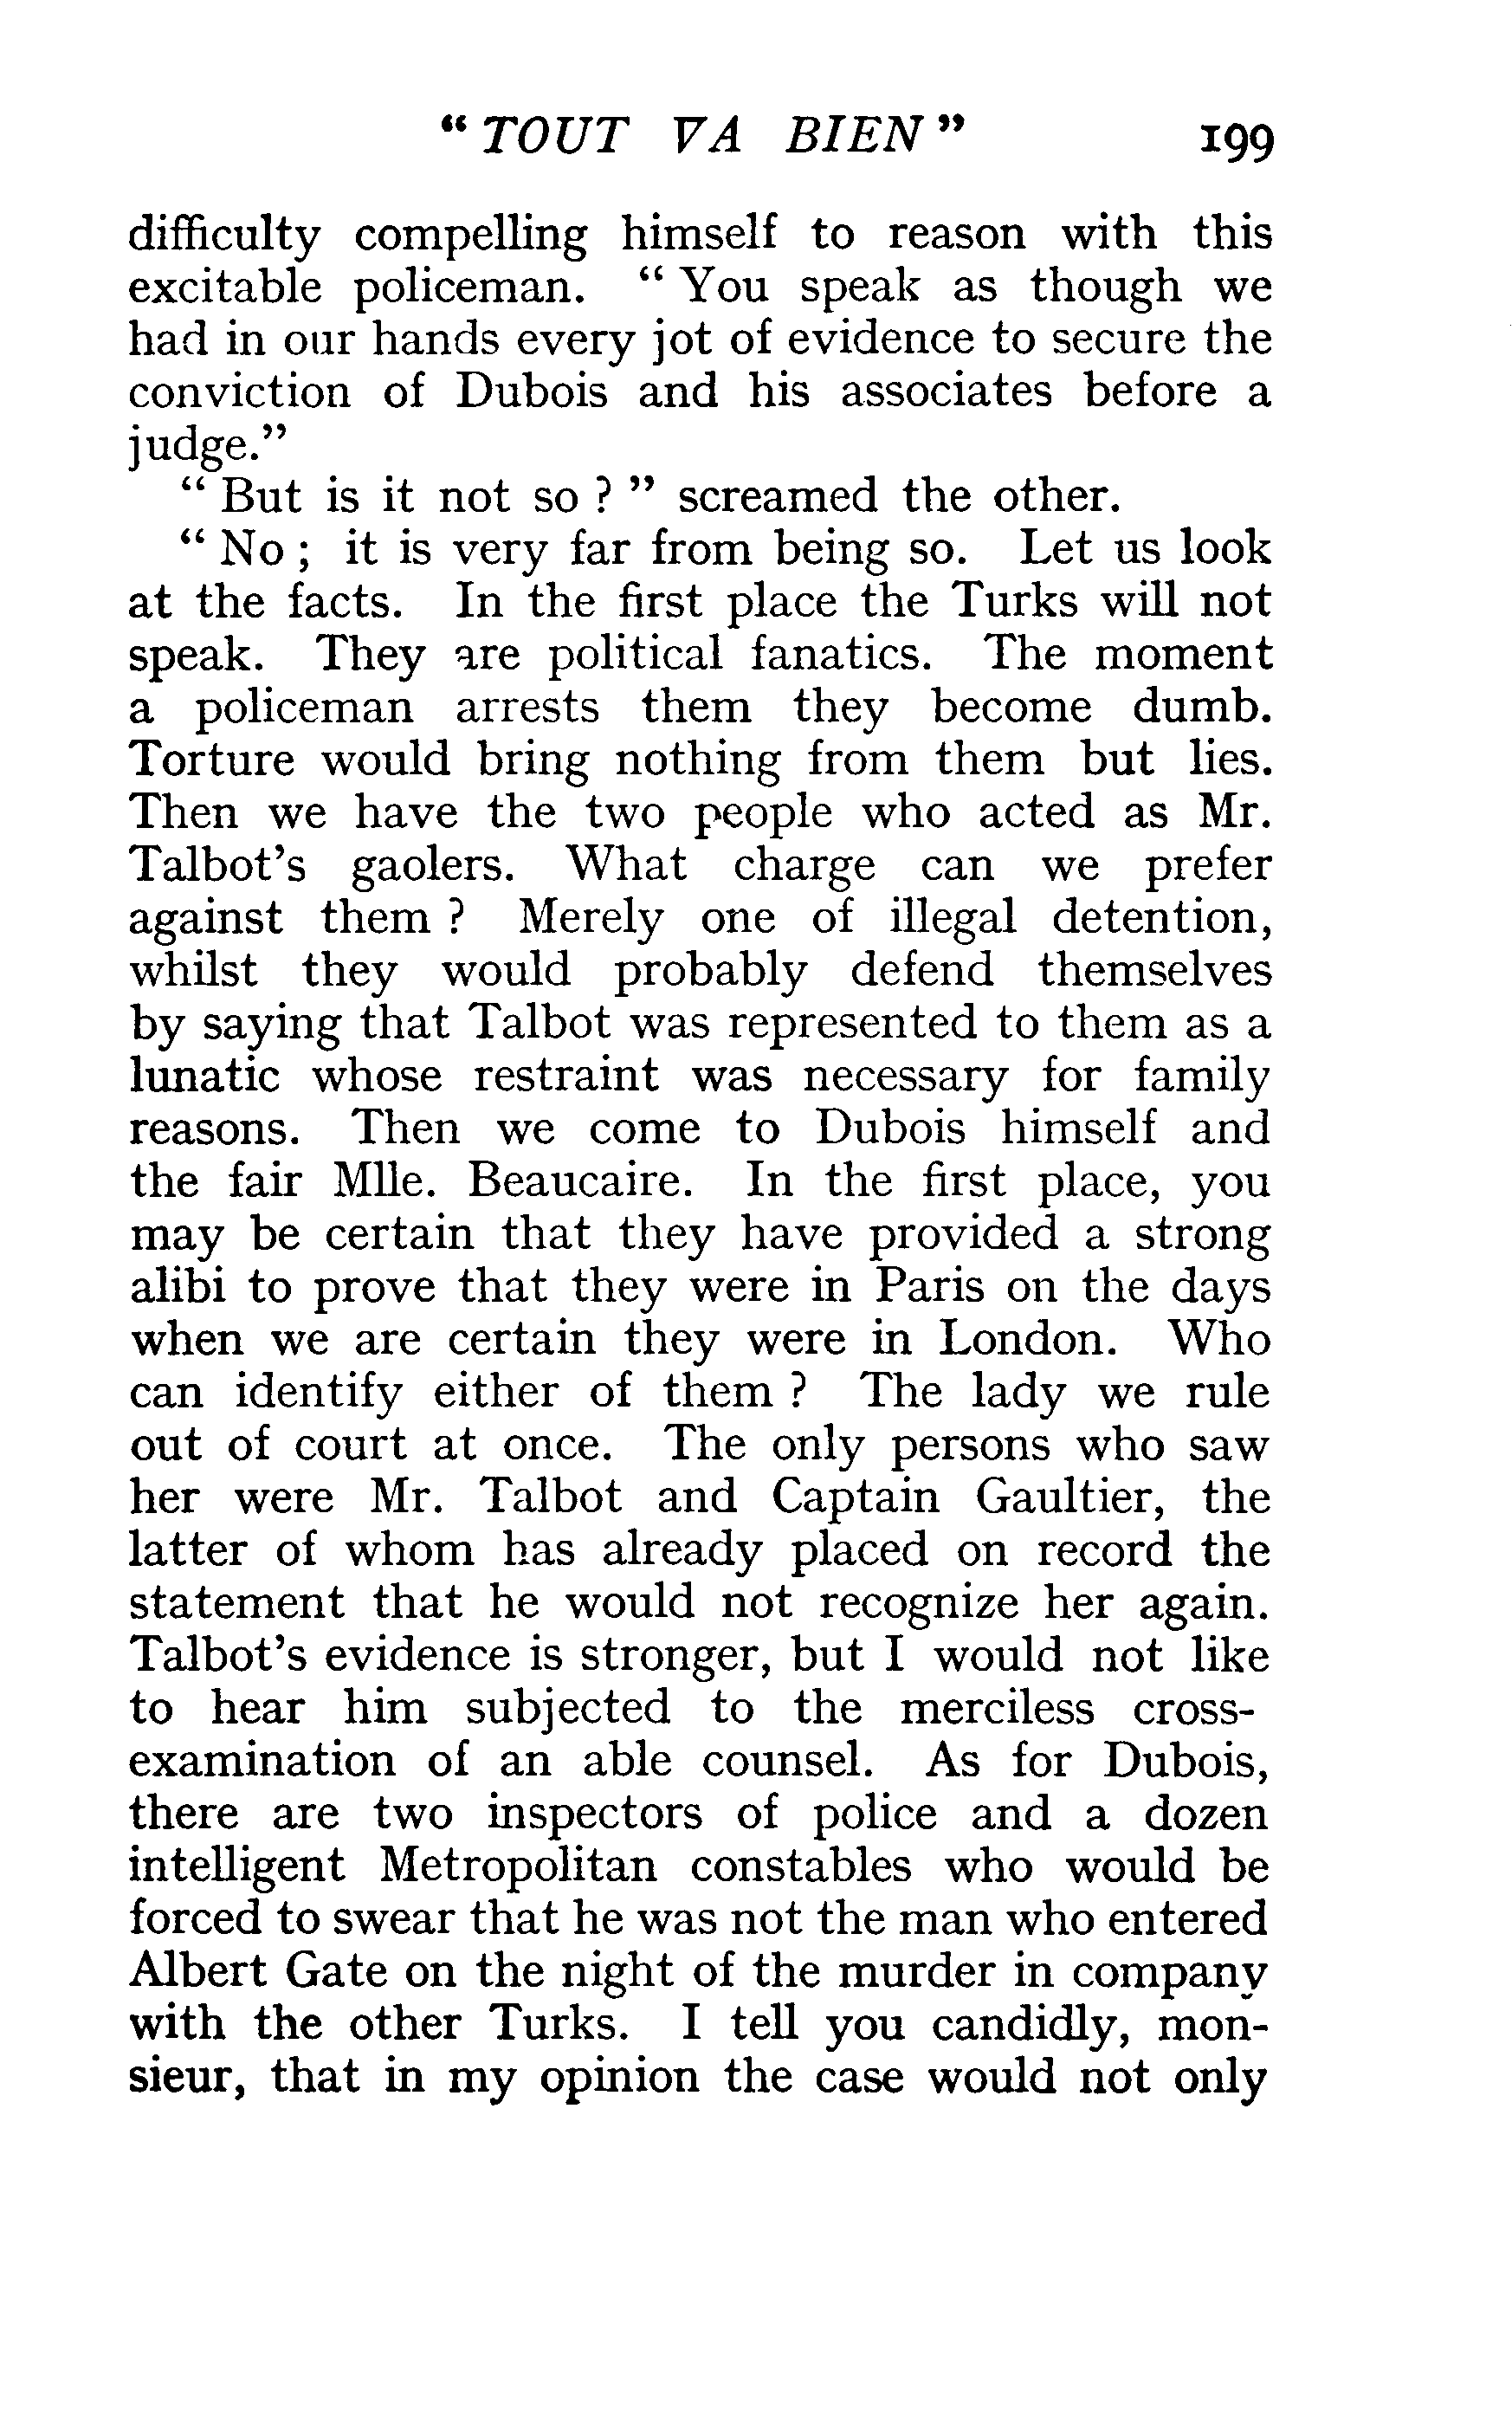 “ TOUT VA BIEN ” 199
difficulty compelling himself to reason with this
excitable policeman. “ You speak as though we
had in our hands every jot of evidence to secure the
conviction of Dubois and his associates before a
judge.”
“ But is it not so ? ” screamed the other.
“ No ; it is very far from being so. Let us look
at the facts. In the first place the Turks will not
speak. They are political fanatics. The moment
a policeman arrests them they become dumb.
Torture would bring nothing from them but lies.
Then we have the two people who acted as Mr.
Talbot’s gaolers. What charge can we prefer
against them ? Merely one of illegal detention,
whilst they would probably defend themselves
by saying that Talbot was represented to them as a
lunatic whose restraint was necessary for family
reasons. Then we come to Dubois himself and
the fair Mlle. Beaucaire. In the first place, you
may be certain that they have provided a strong
alibi to prove that they were in Paris on the days
when we are certain they were in London. Who
can identify either of them ? The lady we rule
out of court at once. The only persons who saw
her were Mr. Talbot and Captain Gaultier, the
latter of whom has already placed on record the
statement that he would not recognize her again.
Talbot’s evidence is stronger, but I would not like
to hear him subjected to the merciless cross-
examination of an able counsel. As for Dubois,
there are two inspectors of police and a dozen
intelligent Metropolitan constables who would be
forced to swear that he was not the man who entered
Albert Gate on the night of the murder in company
with the other Turks. I tell you candidly, mon-
sieur, that in my opinion the case would not only